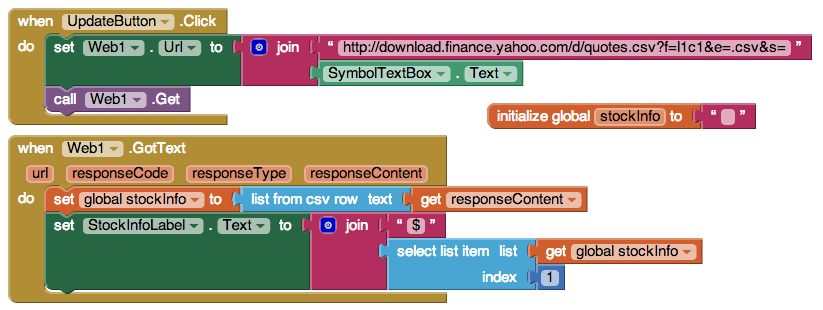 when UpdateButton .Click
do set Web1 . Url to join " http://download.finance.yahoo.com/d/quotes.csv?f=l1c1&e=.csv&s= "
SymbolTextBox . Text
call Web1 .Get
initialize global stockInfo to " "
when Web1 .GotText
url responseCode responseType responseContent
do set global stockInfo to list from csv row text get responseContent
set StockInfoLabel . Text to join " $ "
select list item list get global stockInfo
index 1